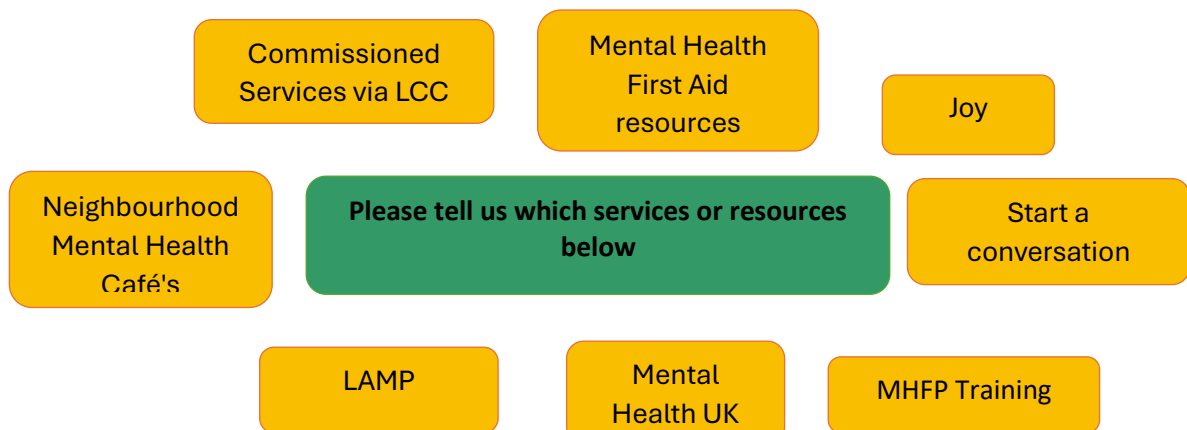 Commissioned
Services via LCC
Mental Health
First Aid
resources
Joy
Neighbourhood
Mental Health
Café's
Please tell us which services or resources
below
Start a
conversation
LAMP
Mental
Health UK
MHFP Training